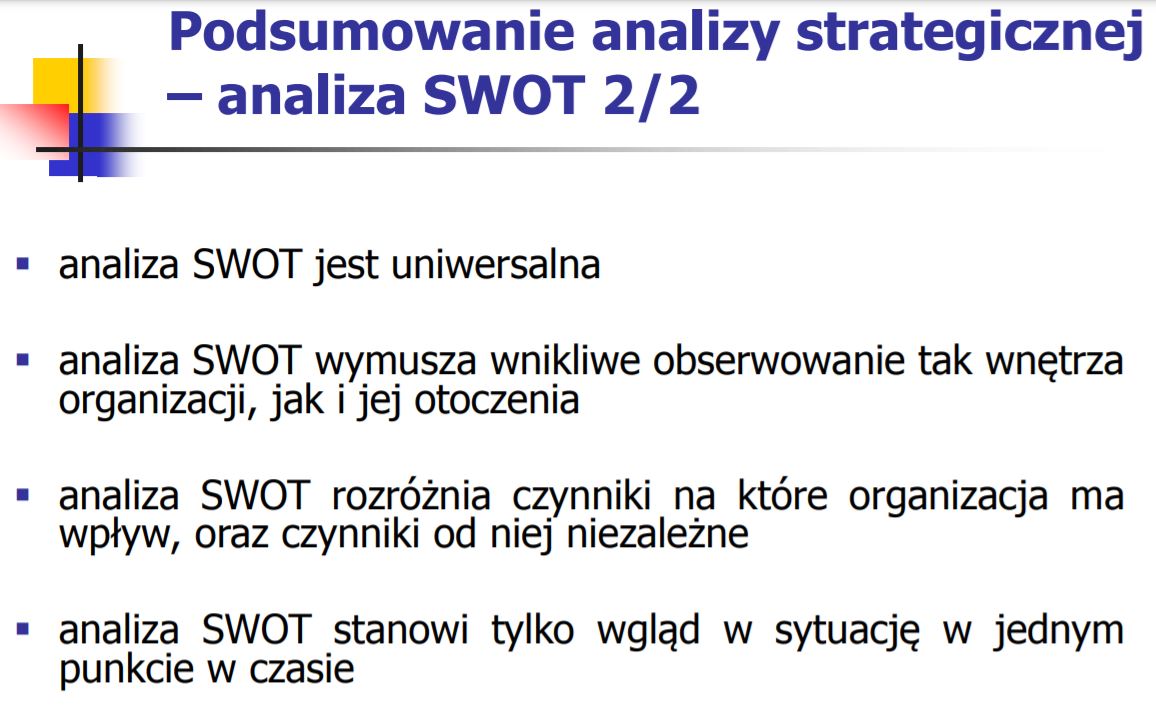 Podsumowanie analizy strategicznej
– analiza SWOT 2/2
▪ analiza SWOT jest uniwersalna
▪ analiza SWOT wymusza wnikliwe obserwowanie tak wnętrza
organizacji, jak i jej otoczenia
▪ analiza SWOT rozróżnia czynniki na które organizacja ma
wpływ, oraz czynniki od niej niezależne
▪ analiza SWOT stanowi tylko wgląd w sytuację w jednym
punkcie w czasie